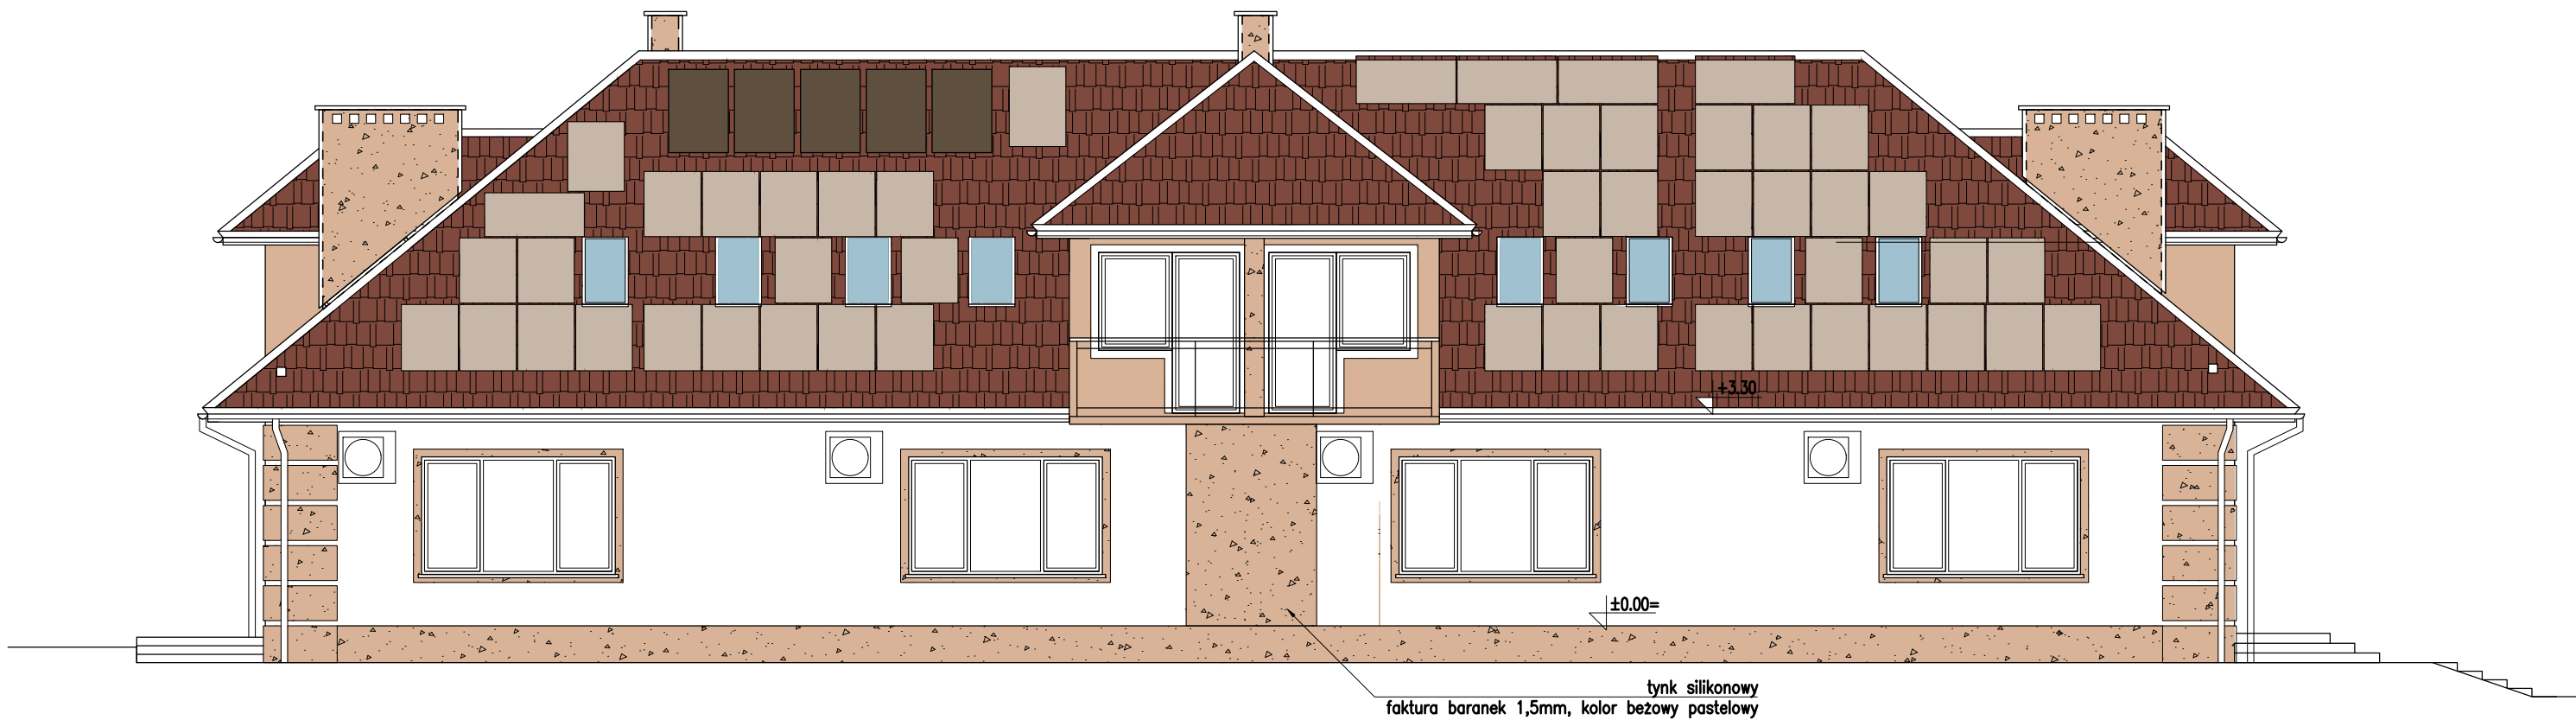 +3.30
±0.00=
tynk silikonowy
faktura baranek 1,5mm, kolor beżowy pastelowy